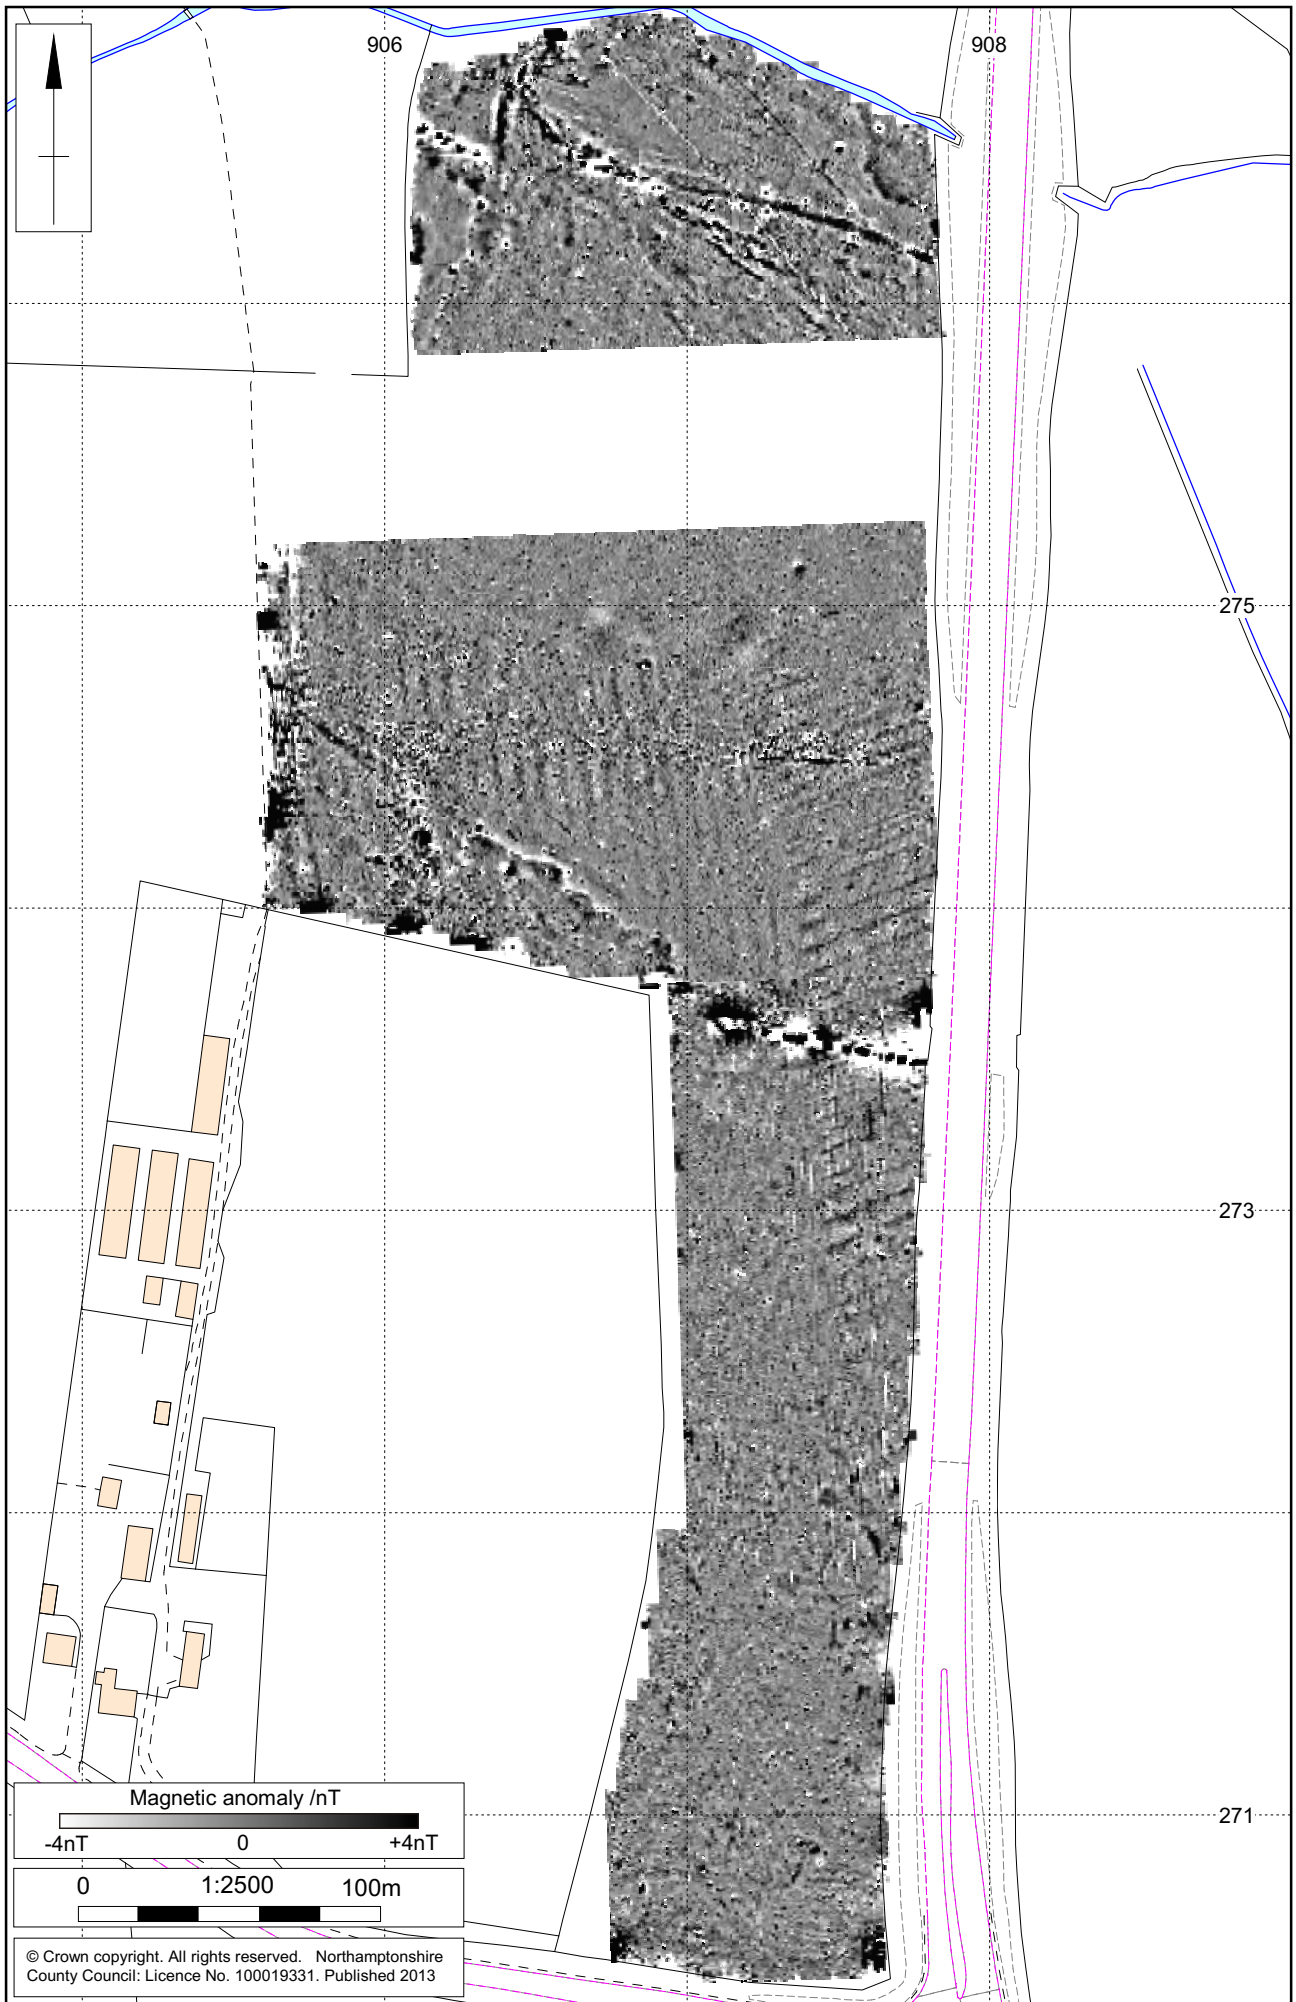 906
908
275
273
271
Magnetic anomaly /nT
-4nT 0 +4nT
0 1:2500 100m
© Crown copyright. All rights reserved. Northamptonshire
County Council: Licence No. 100019331. Published 2013